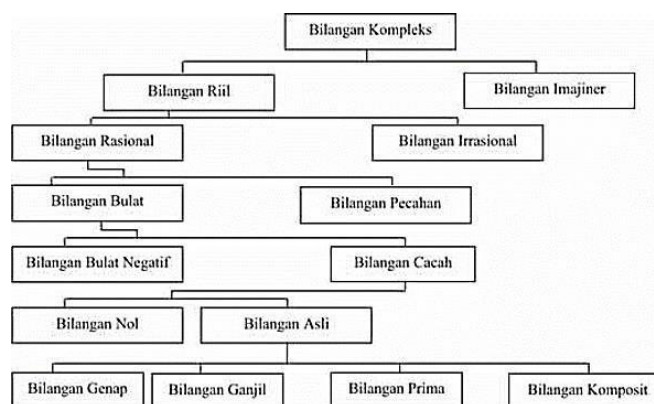 Bilangan Kompleks
Bilangan Riil
Bilangan Imajiner
Bilangan Rasional
Bilangan Irrasional
Bilangan Bulat
Bilangan Pecahan
Bilangan Bulat Negatif
Bilangan Cacah
Bilangan Nol
Bilangan Asli
Bilangan Genap
Bilangan Ganjil
Bilangan Prima
Bilangan Komposit